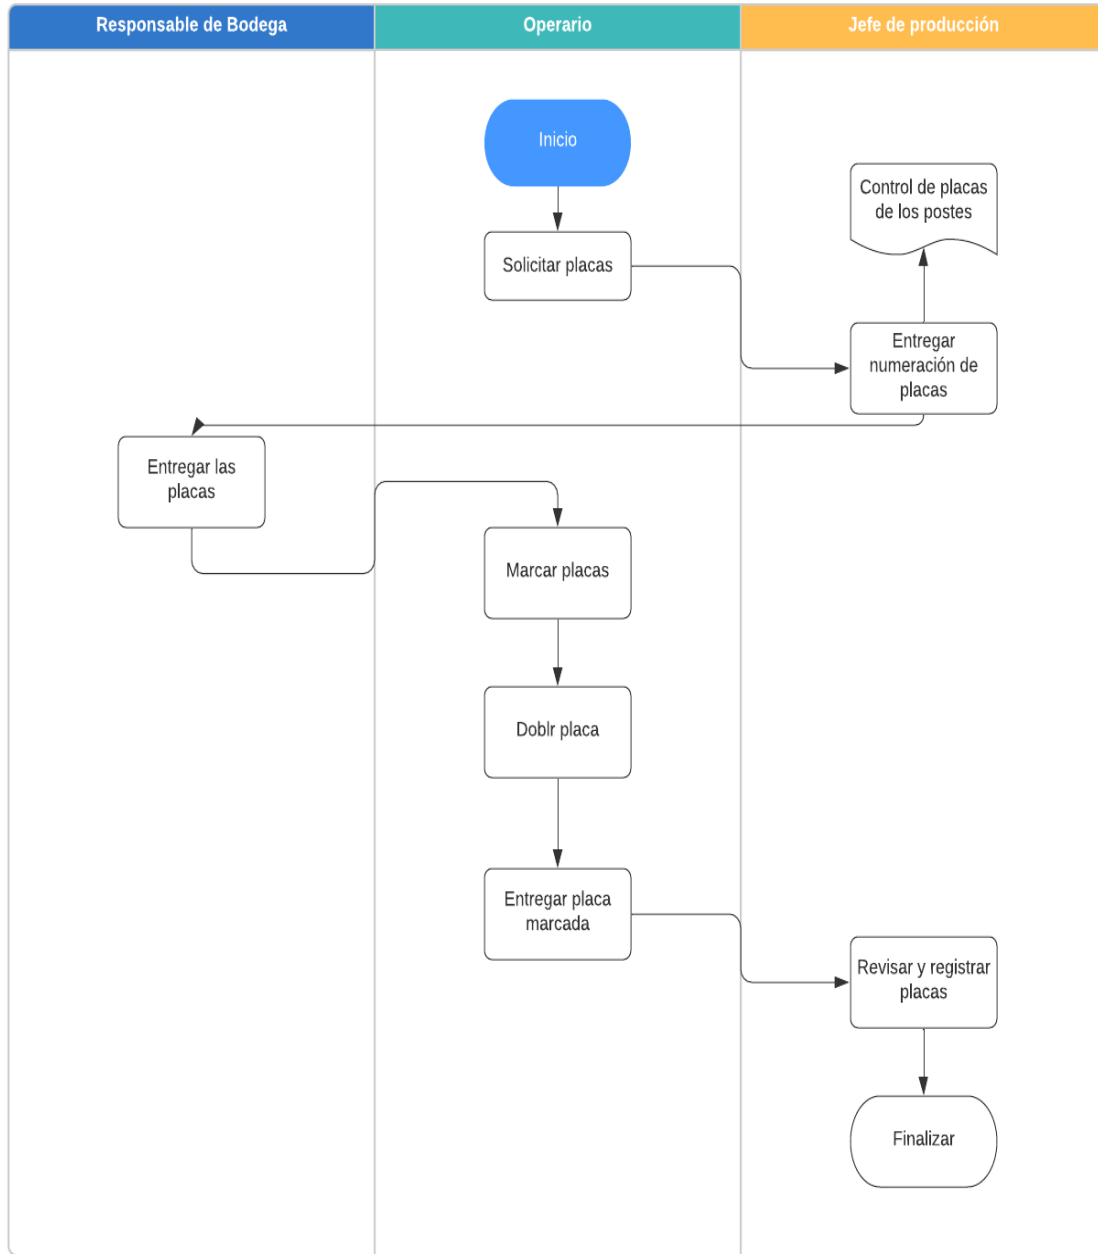 Responsable de Bodega
Operario
Jefe de producción
Inicio
Control de placas
de los postes
Solicitar placas
Entregar
numeración de
placas
Entregar las
placas
Marcar placas
Doblr placa
Entregar placa
marcada
Revisar y registrar
placas
Finalizar